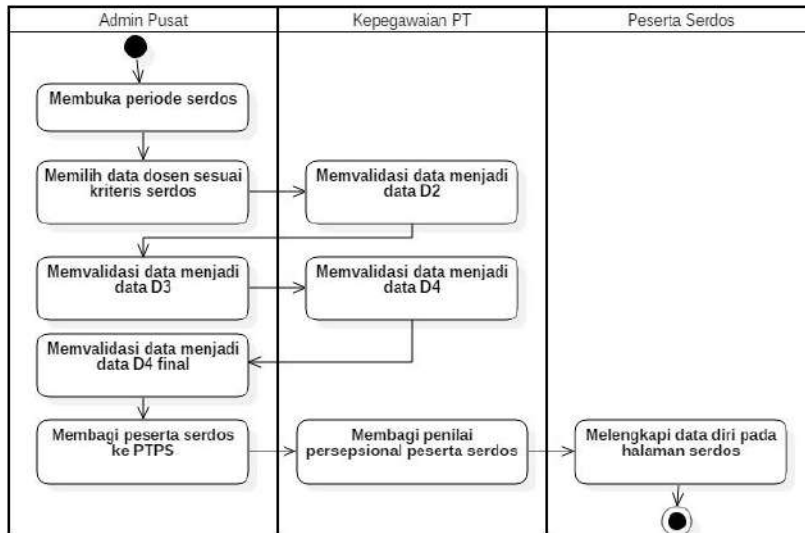 Admin Pusat
Kepegawaian PT
Peserta Serdos
Membuka periode serdos
Memilih data dosen sesuai
kriteris serdos
Memvalidasi data menjadi
data D2
Memvalidasi data menjadi
data D3
Memvalidasi data menjadi
data D4
Memvalidasi data menjadi
data D4 final
Membagi peserta serdos
ke PTPS
Membagi penilai
persepsional peserta serdos
Melengkapi data diri pada
halaman serdos